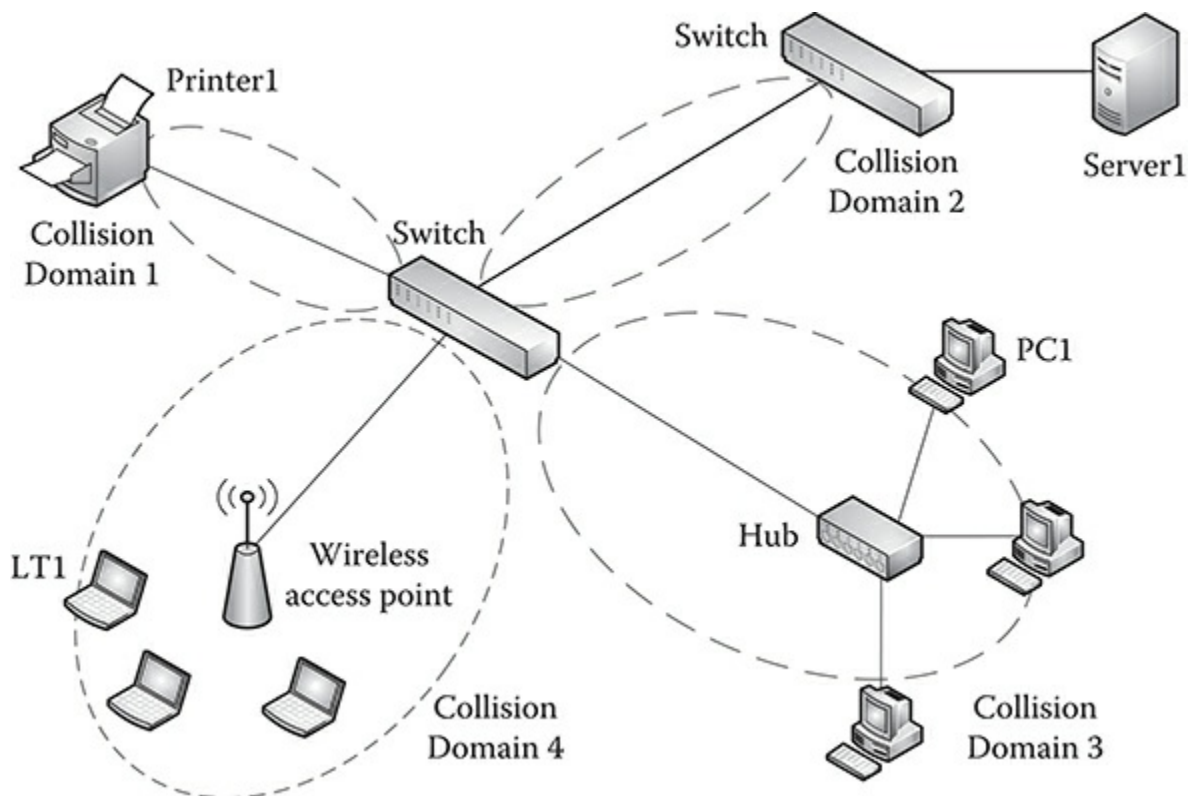 Printer1
Collision
Domain 1
Switch
Switch
Collision
Domain 2
Server1
PC1
Hub
Collision
Domain 3
LT1
Wireless
access point
Collision
Domain 4